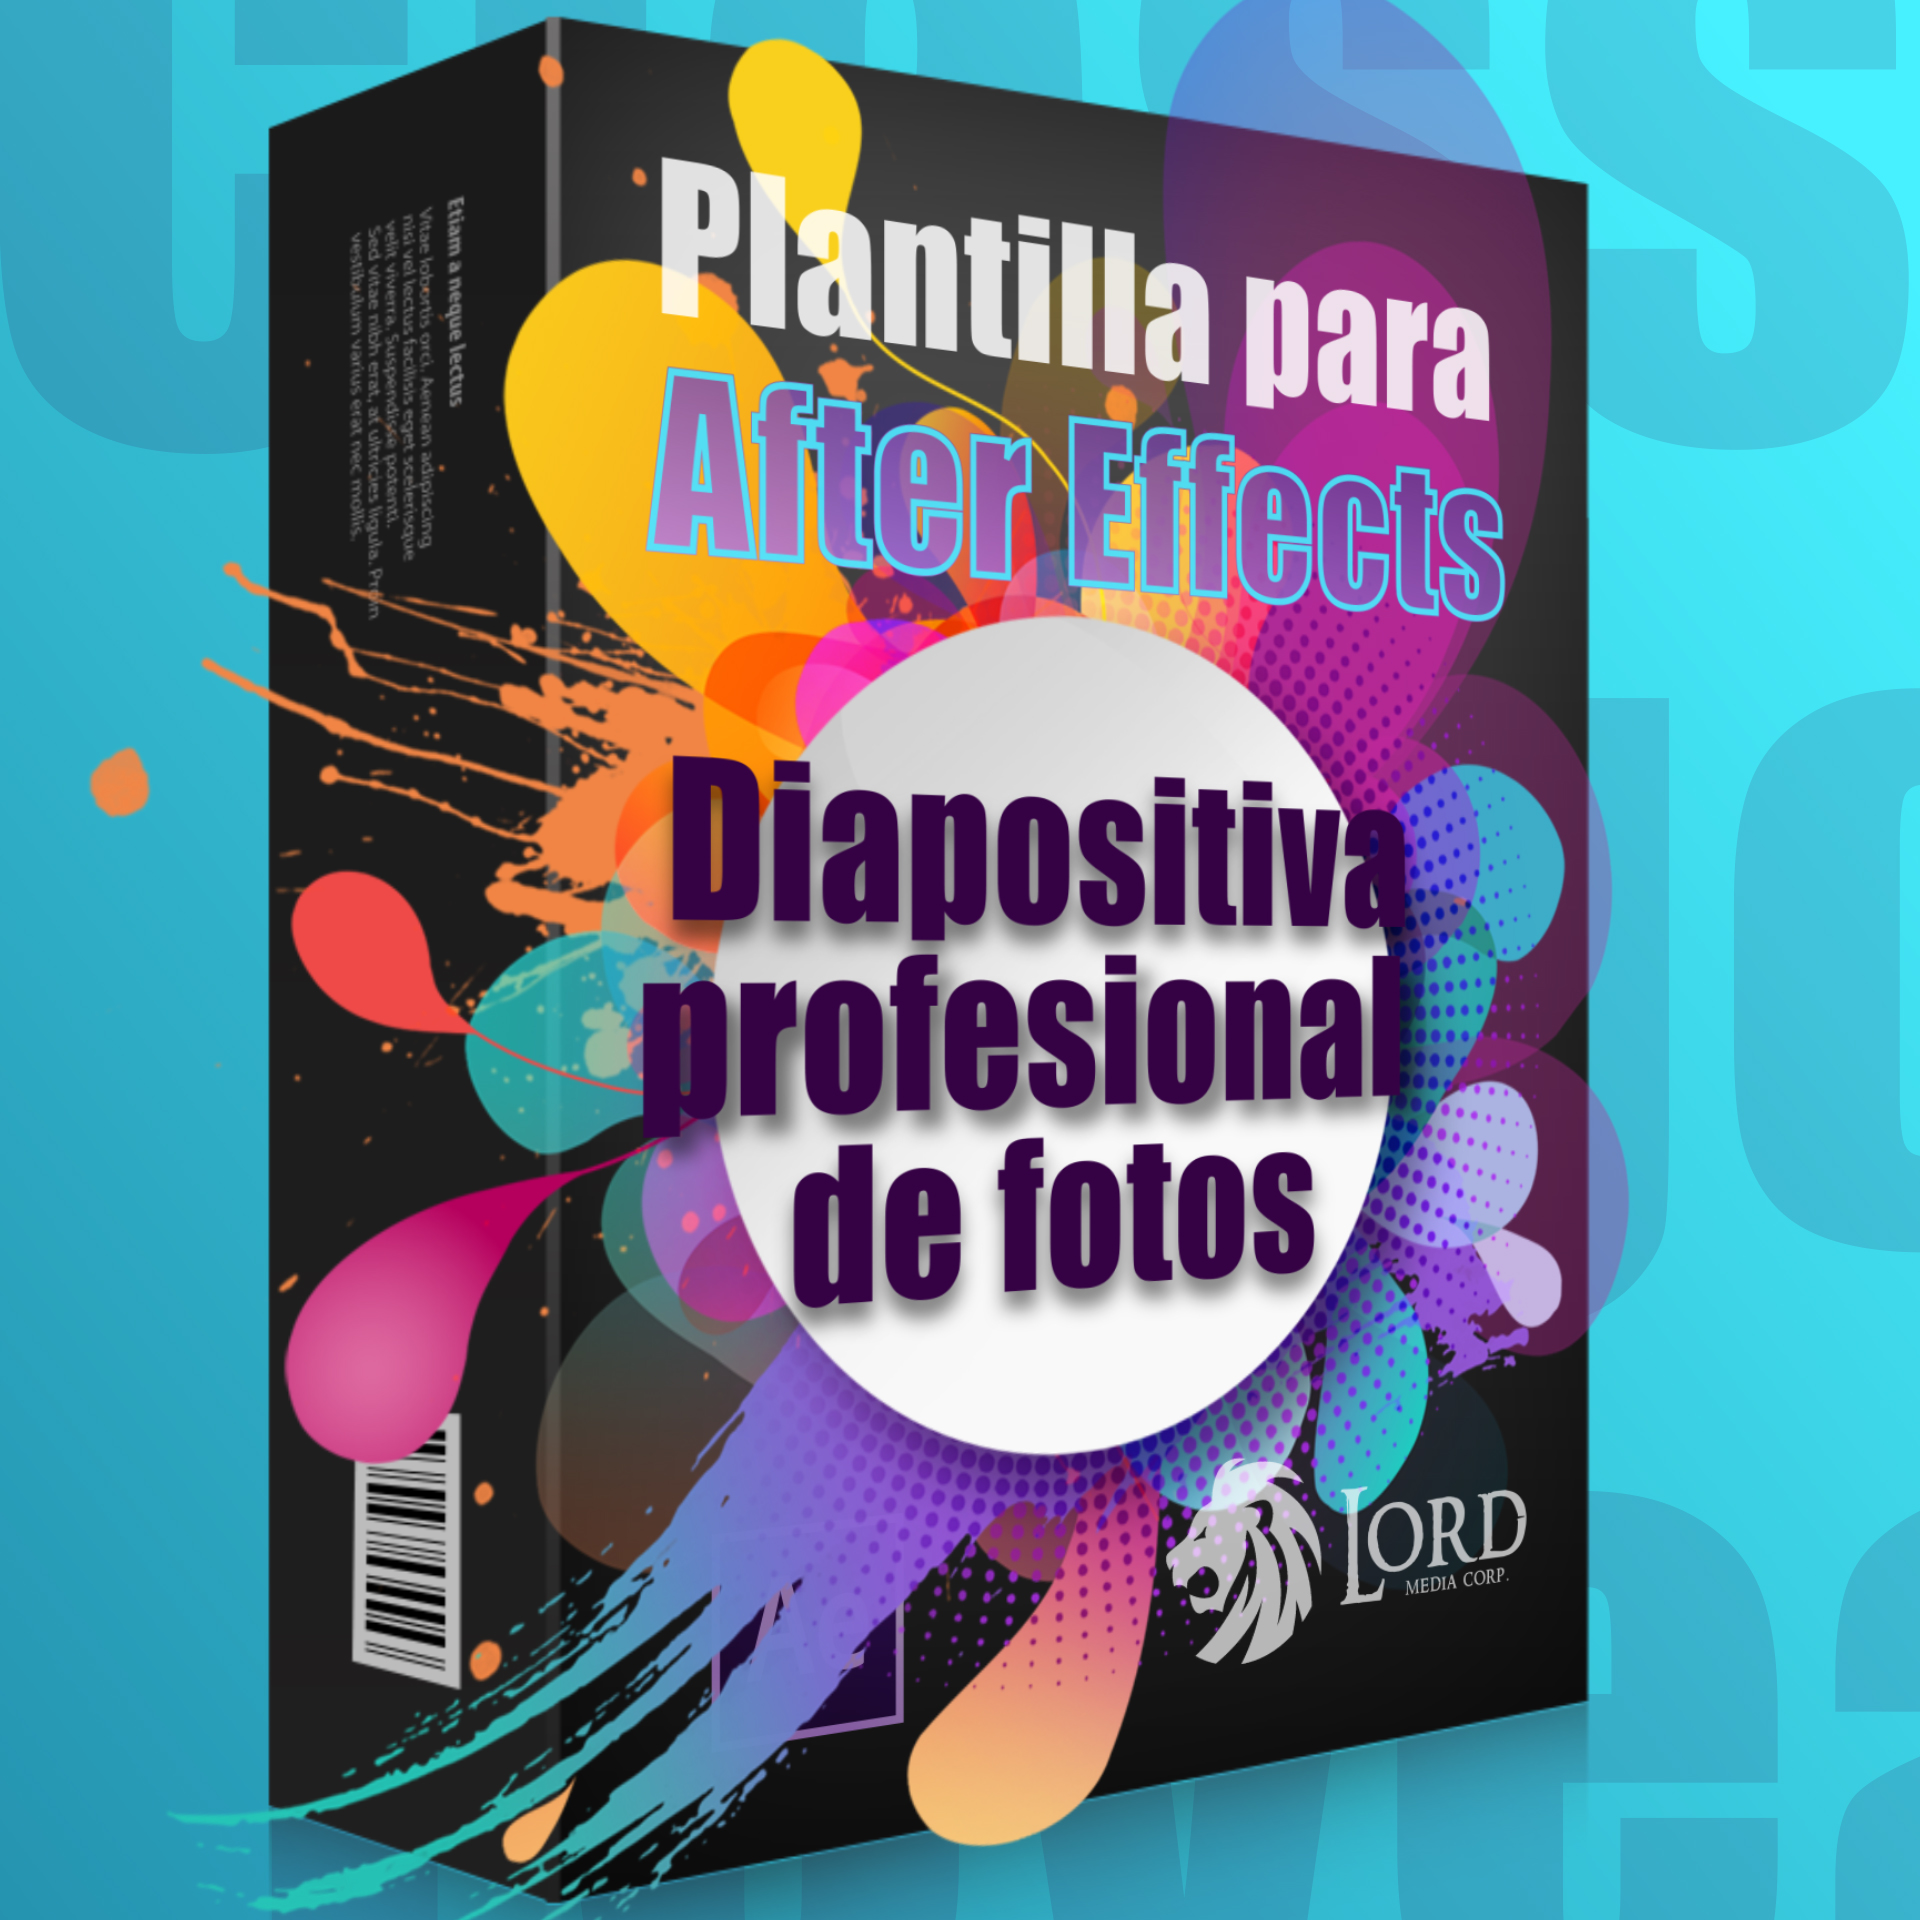 Plantilla para
After Effects
Diapositiva
profesional
de fotos
LORD
MEDIA CORP.
Etiam a neque lectus
Vitae lobortis orci. Aenean adipiscing
nisi vel lectus facilisis eget scelerisque
velit viverra. Suspendisse potenti.
Sed vitae nibh erat, at ultricies ligula. Proin
vestibulum varius erat nec mollis.